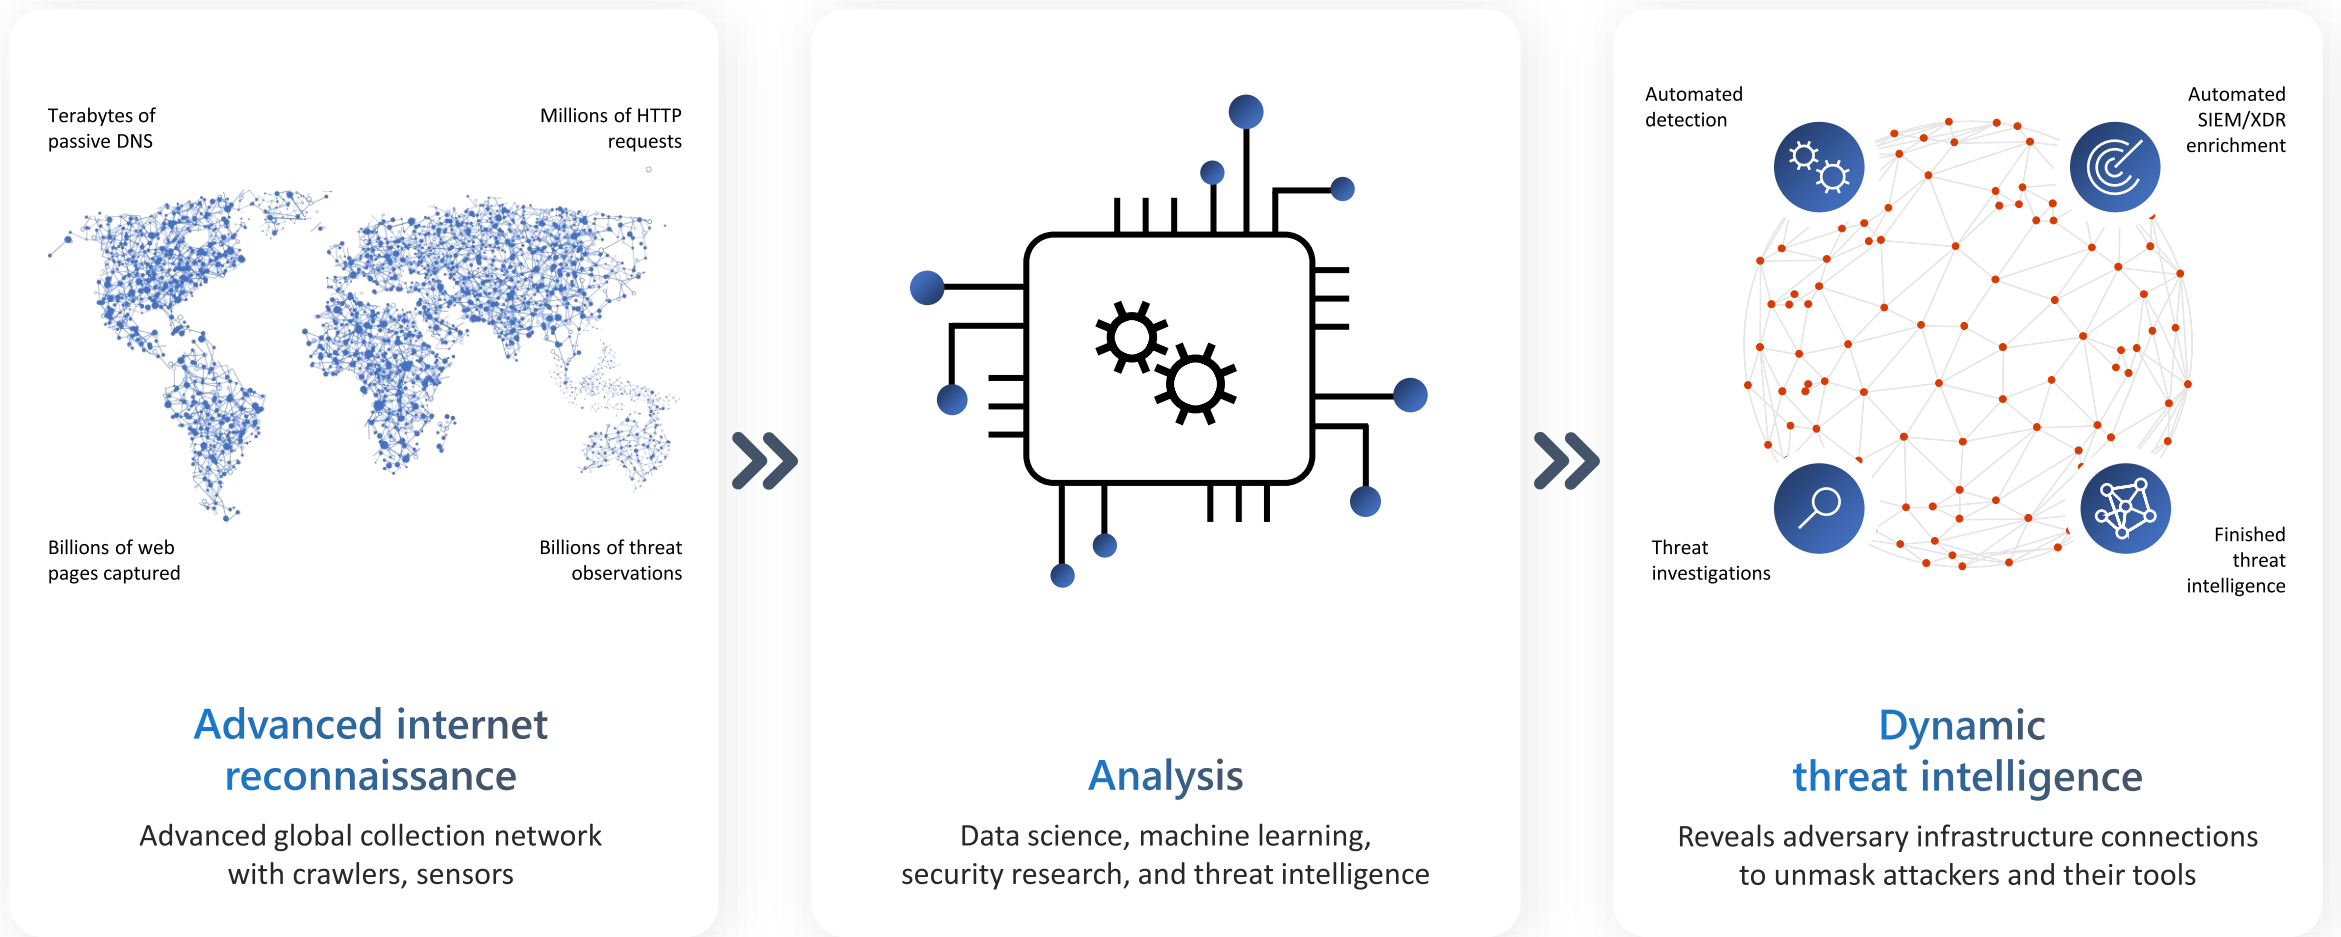 Terabytes of
passive DNS
Millions of HTTP
requests
Billions of web
pages captured
Billions of threat
observations
Advanced internet
reconnaissance
Advanced global collection network
with crawlers, sensors
Analysis
Data science, machine learning,
security research, and threat intelligence
Automated
detection
Automated
SIEM/XDR
enrichment
Threat
investigations
Finished
threat
intelligence
Dynamic
threat intelligence
Reveals adversary infrastructure connections
to unmask attackers and their tools